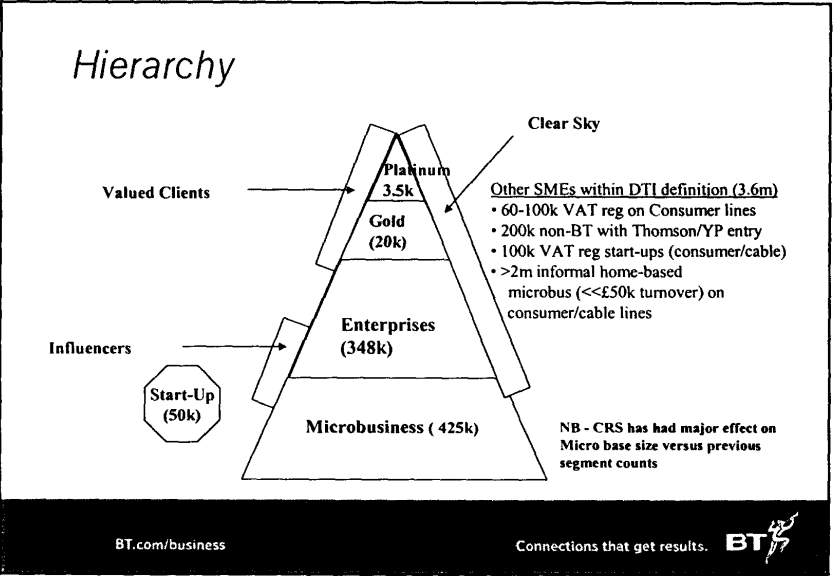 Hierarchy
Clear Sky
Valued Clients
Platinum
3.5k
Gold
(20k)
Other SMEs within DTI definition (3.6m)
• 60-100k VAT reg on Consumer lines
• 200k non-BT with Thomson/YP entry
• 100k VAT reg start-ups (consumer/cable)
• >2m informal home-based
microbus (<<£50k turnover) on
consumer/cable lines
Enterprises
(348k)
Influencers
Start-Up
(50k)
Microbusiness ( 425k)
NB - CRS has had major effect on
Micro base size versus previous
segment counts
BT.com/business
Connections that get results.
BT